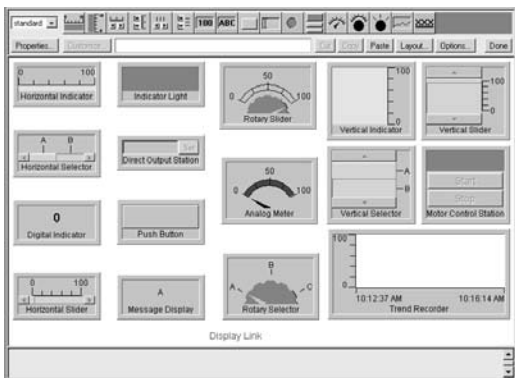 standard 100 ABC
Properties... Customize... Cut Copy Paste Layout... Options... Done
0 100
Horizontal Indicator
Indicator Light
0 50 100
Rotary Slider
100
0
Vertical Indicator
100
0
Vertical Slider
A B
Horizontal Selector
Set
Direct Output Station
0 50 100
Analog Meter
A
B
Vertical Selector
Start
Stop
Motor Control Station
0
Digital Indicator
Push Button
0 100
Horizontal Slider
A
Message Display
A B C
Rotary Selector
100
0
10:12:37 AM 10:16:14 AM
Trend Recorder
Display Link